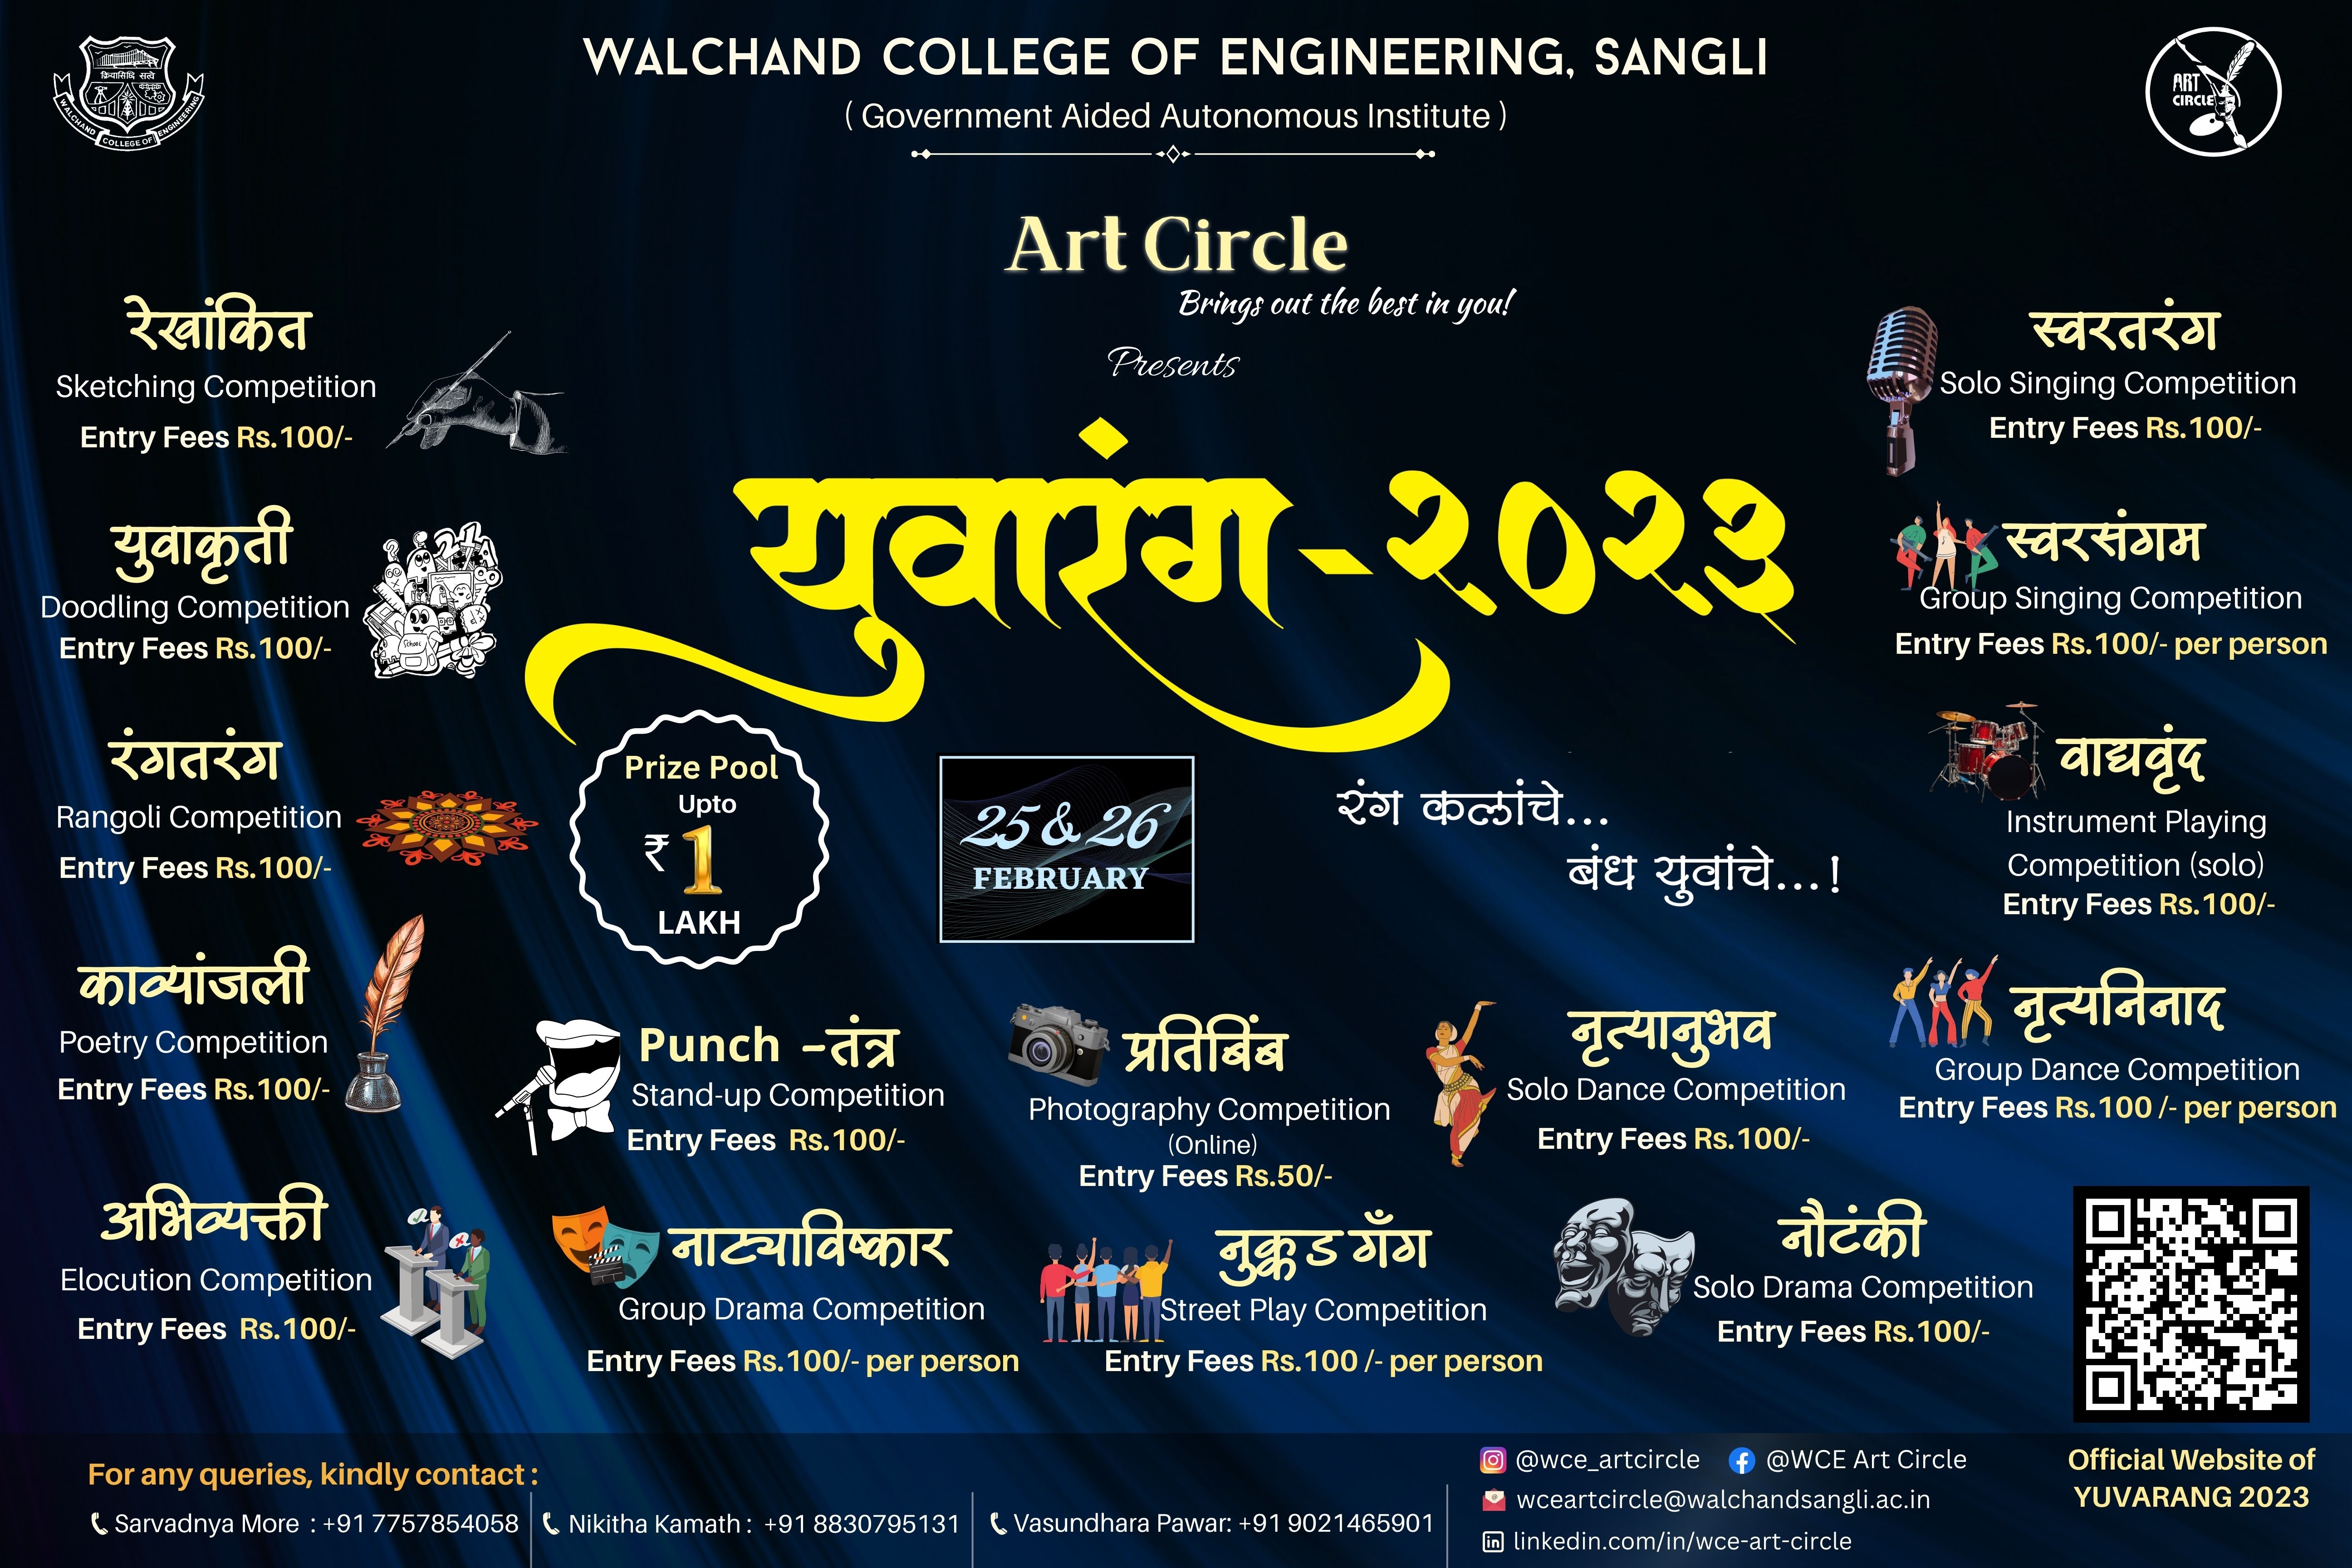 WALCHAND COLLEGE OF ENGINEERING, SANGLI
( Government Aided Autonomous Institute )
क्रियासिध्दि सत्वे
WALCHAND COLLEGE OF ENGINEERING
ART
CIRCLE
Art Circle
Brings out the best in you!
Presents
युवारंग-२०२३
रेखांकित
Sketching Competition
Entry Fees Rs.100/-
युवाकृती
Doodling Competition
Entry Fees Rs.100/-
School
रंगतरंग
Rangoli Competition
Entry Fees Rs.100/-
काव्यांजली
Poetry Competition
Entry Fees Rs.100/-
अभिव्यक्ती
Elocution Competition
Entry Fees Rs.100/-
Prize Pool
Upto
₹ 1
LAKH
25 & 26
FEBRUARY
रंग कलांचे...
बंध युवांचे...!
Punch -तंत्र
Stand-up Competition
Entry Fees Rs.100/-
प्रतिबिंब
Photography Competition
(Online)
Entry Fees Rs.50/-
नृत्यानुभव
Solo Dance Competition
Entry Fees Rs.100/-
नाट्याविष्कार
Group Drama Competition
Entry Fees Rs.100/- per person
नुक्कड गँग
Street Play Competition
Entry Fees Rs.100 /- per person
नौटंकी
Solo Drama Competition
Entry Fees Rs.100/-
स्वरतरंग
Solo Singing Competition
Entry Fees Rs.100/-
स्वरसंगम
Group Singing Competition
Entry Fees Rs.100/- per person
वाद्यवृंद
Instrument Playing
Competition (solo)
Entry Fees Rs.100/-
नृत्यनिनाद
Group Dance Competition
Entry Fees Rs.100 /- per person
For any queries, kindly contact :
Sarvadnya More : +91 7757854058
Nikitha Kamath : +91 8830795131
Vasundhara Pawar: +91 9021465901
@wce_artcircle @WCE Art Circle
wceartcircle@walchandsangli.ac.in
linkedin.com/in/wce-art-circle
Official Website of
YUVARANG 2023